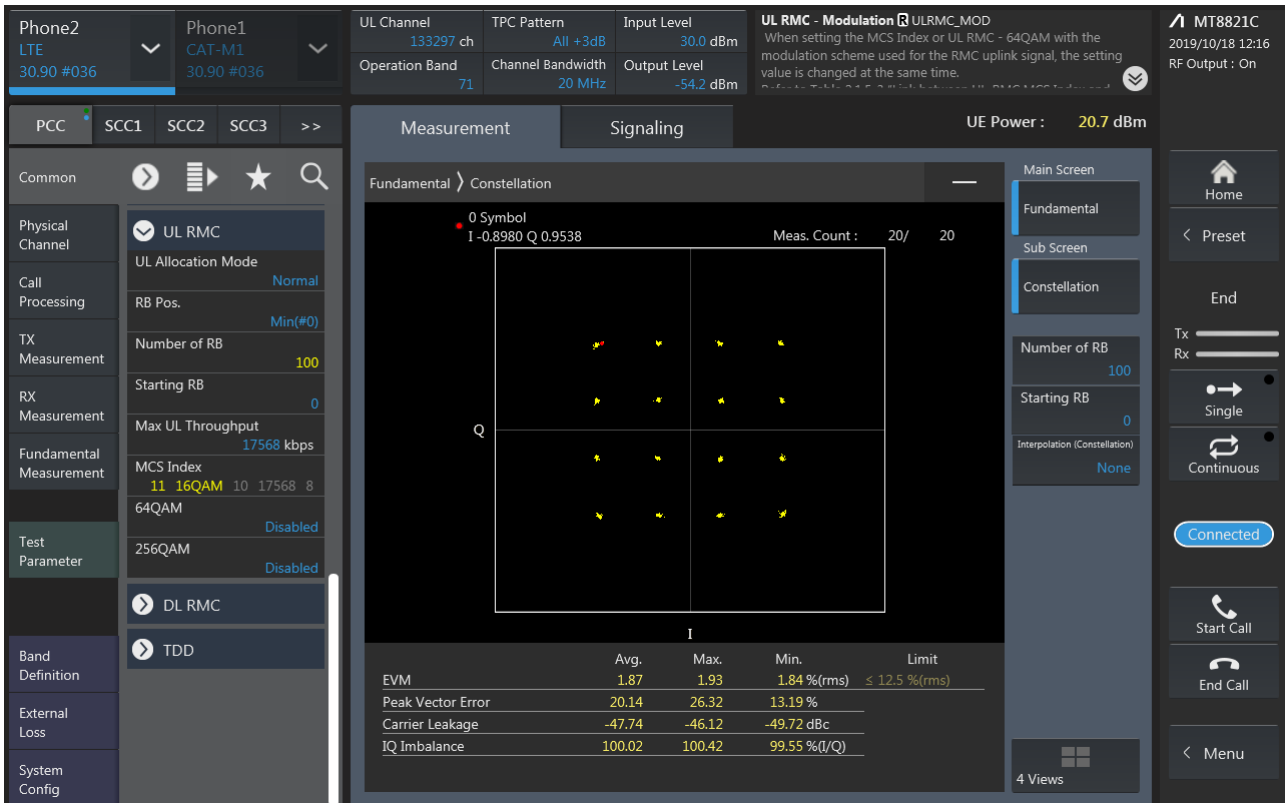 Phone2
LTE
30.90 #036
Phone1
CAT-M1
30.90 #036
UL Channel
133297 ch
TPC Pattern
All +3dB
Input Level
30.0 dBm
Operation Band
71
Channel Bandwidth
20 MHz
Output Level
-54.2 dBm
UL RMC - Modulation R ULRMC_MOD
When setting the MCS Index or UL RMC - 64QAM with the
modulation scheme used for the RMC uplink signal, the setting
value is changed at the same time.
MT8821C
2019/10/18 12:16
RF Output : On
PCC SCC1 SCC2 SCC3 >>
Measurement
Signaling
UE Power : 20.7 dBm
Common
Physical
Channel
Call
Processing
TX
Measurement
RX
Measurement
Fundamental
Measurement
Test
Parameter
Band
Definition
External
Loss
System
Config
UL RMC
UL Allocation Mode
Normal
RB Pos.
Min(#0)
Number of RB
100
Starting RB
0
Max UL Throughput
17568 kbps
MCS Index
11 16QAM 10 17568 8
64QAM
Disabled
256QAM
Disabled
DL RMC
TDD
Fundamental ⟩ Constellation
0 Symbol
I -0.8980 Q 0.9538
Meas. Count : 20/ 20
Q
I
Avg. Max. Min. Limit
EVM 1.87 1.93 1.84 %(rms) ≤ 12.5 %(rms)
Peak Vector Error 20.14 26.32 13.19 %
Carrier Leakage -47.74 -46.12 -49.72 dBc
IQ Imbalance 100.02 100.42 99.55 %(I/Q)
Main Screen
Fundamental
Sub Screen
Constellation
Number of RB
100
Starting RB
0
Interpolation (Constellation)
None
4 Views
Home
< Preset
End
Tx
Rx
Single
Continuous
Connected
Start Call
End Call
< Menu